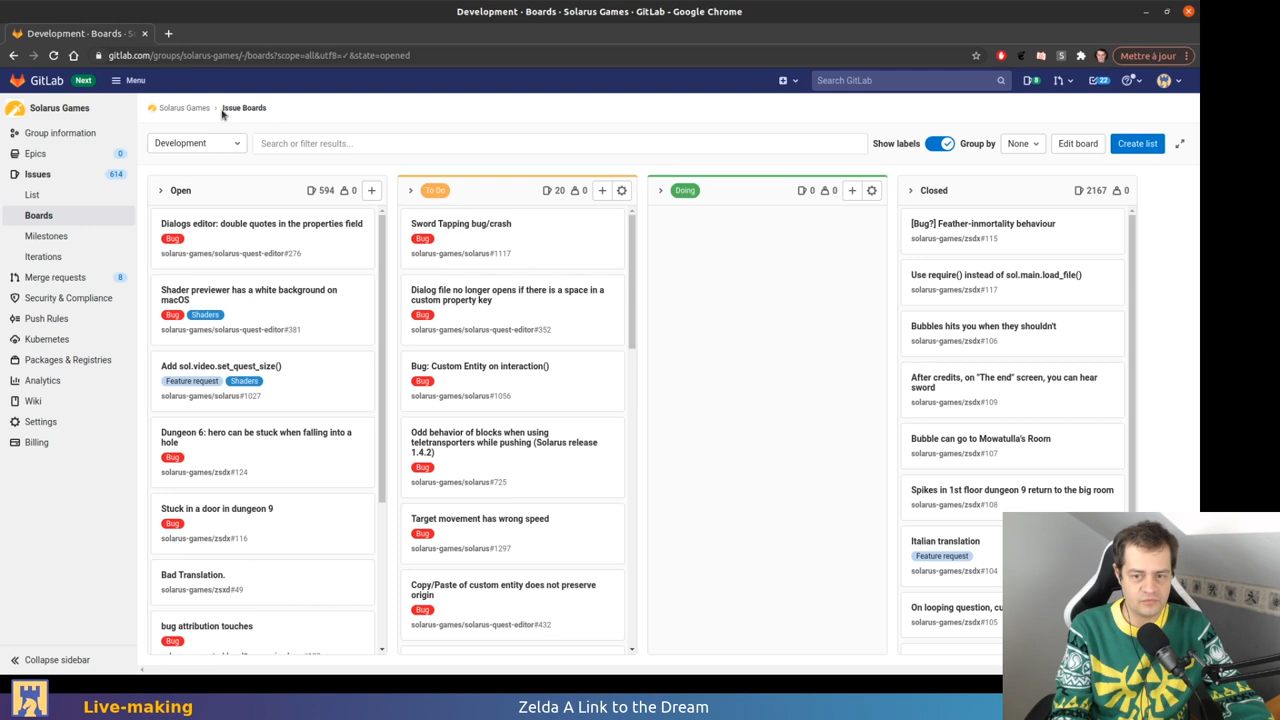 Development - Boards - Solarus Games - GitLab - Google Chrome
Development - Boards - So
gitlab.com/groups/solarus-games/-/boards?scope=all&utf8=✓&state=opened
Mettre à jour
GitLab
Next
Menu
Search GitLab
8
22
Solarus Games
Group information
Epics
0
Issues
614
List
Boards
Milestones
Iterations
Merge requests
8
Security & Compliance
Push Rules
Kubernetes
Packages & Registries
Analytics
Wiki
Settings
Billing
Collapse sidebar
Solarus Games › Issue Boards
Development
Search or filter results...
Show labels
Group by
None
Edit board
Create list
Open
594
0
Dialogs editor: double quotes in the properties field
Bug
solarus-games/solarus-quest-editor#276
Shader previewer has a white background on
macOS
Bug
Shaders
solarus-games/solarus-quest-editor#381
Add sol.video.set_quest_size()
Feature request
Shaders
solarus-games/solarus#1027
Dungeon 6: hero can be stuck when falling into a
hole
Bug
solarus-games/zsdx#124
Stuck in a door in dungeon 9
Bug
solarus-games/zsdx#116
Bad Translation.
solarus-games/zsxd#49
bug attribution touches
Bug
To Do
20
0
Sword Tapping bug/crash
Bug
solarus-games/solarus#1117
Dialog file no longer opens if there is a space in a
custom property key
Bug
solarus-games/solarus-quest-editor#352
Bug: Custom Entity on interaction()
Bug
solarus-games/solarus#1056
Odd behavior of blocks when using
teletransporters while pushing (Solarus release
1.4.2)
Bug
solarus-games/solarus#725
Target movement has wrong speed
Bug
solarus-games/solarus#1297
Copy/Paste of custom entity does not preserve
origin
Bug
solarus-games/solarus-quest-editor#432
Doing
0
0
Closed
2167
0
[Bug?] Feather-inmortality behaviour
solarus-games/zsdx#115
Use require() instead of sol.main.load_file()
solarus-games/zsdx#117
Bubbles hits you when they shouldn't
solarus-games/zsdx#106
After credits, on "The end" screen, you can hear
sword
solarus-games/zsdx#109
Bubble can go to Mowatulla's Room
solarus-games/zsdx#107
Spikes in 1st floor dungeon 9 return to the big room
solarus-games/zsdx#108
Italian translation
Feature request
solarus-games/zsdx#104
On looping question, cu
solarus-games/zsdx#105
Live-making
Zelda A Link to the Dream